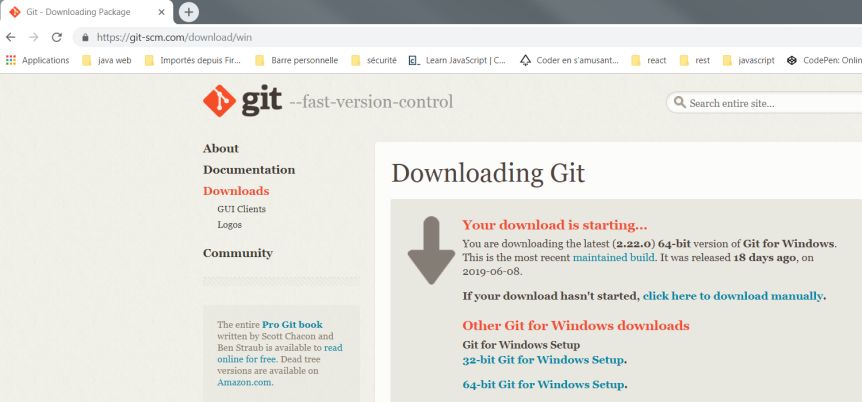 Git - Downloading Package
https://git-scm.com/download/win
Applications java web Importés depuis Fir... Barre personnelle sécurité Learn JavaScript | C... Coder en s'amusant... react rest javascript CodePen: Onlin
git --fast-version-control
Search entire site...
About
Documentation
Downloads
GUI Clients
Logos
Community
The entire Pro Git book
written by Scott Chacon and
Ben Straub is available to read
online for free. Dead tree
versions are available on
Amazon.com.
Downloading Git
Your download is starting...
You are downloading the latest (2.22.0) 64-bit version of Git for Windows.
This is the most recent maintained build. It was released 18 days ago, on
2019-06-08.
If your download hasn't started, click here to download manually.
Other Git for Windows downloads
Git for Windows Setup
32-bit Git for Windows Setup.
64-bit Git for Windows Setup.